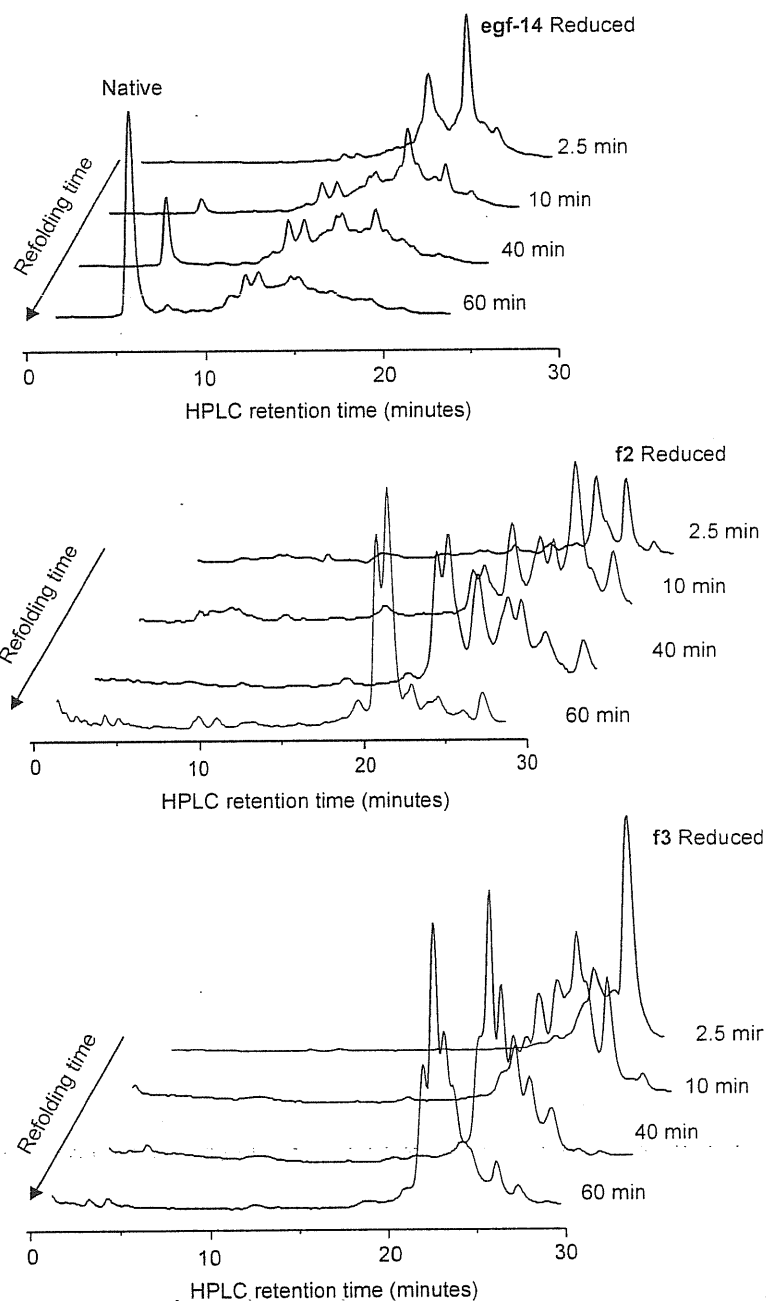 egf-14 Reduced
Native
2.5 min
10 min
40 min
60 min
Refolding time
0 10 20 30
HPLC retention time (minutes)
f2 Reduced
2.5 min
10 min
40 min
60 min
Refolding time
0 10 20 30
HPLC retention time (minutes)
f3 Reduced
2.5 mir
10 min
40 min
60 min
Refolding time
0 10 20 30
HPLC retention time (minutes)